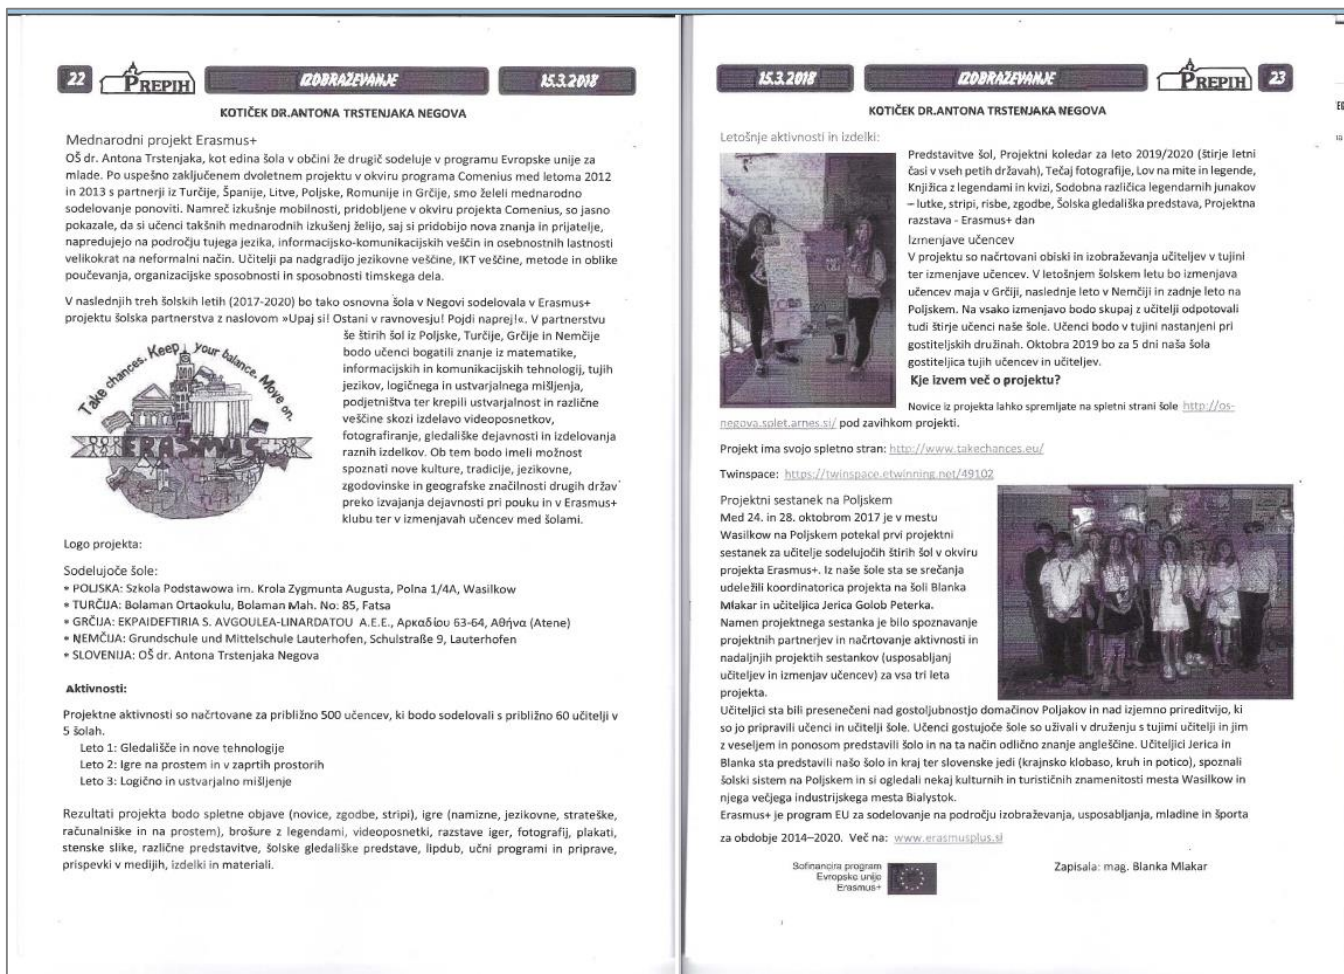 22 PREPIH IZOBRAŽEVANJE 15.3.2018
KOTIČEK DR.ANTONA TRSTENJAKA NEGOVA
Mednarodni projekt Erasmus+
OŠ dr. Antona Trstenjaka, kot edina šola v občini že drugič sodeluje v programu Evropske unije za
mlade. Po uspešno zaključenem dvoletnem projektu v okviru programa Comenius med letoma 2012
in 2013 s partnerji iz Turčije, Španije, Litve, Poljske, Romunije in Grčije, smo želeli mednarodno
sodelovanje ponoviti. Namreč izkušnje mobilnosti, pridobljene v okviru projekta Comenius, so jasno
pokazale, da si učenci takšnih mednarodnih izkušenj želijo, saj si pridobijo nova znanja in prijatelje,
napredujejo na področju tujega jezika, informacijsko-komunikacijskih veščin in osebnostnih lastnosti
velikokrat na neformalni način. Učitelji pa nadgradijo jezikovne veščine, IKT veščine, metode in oblike
poučevanja, organizacijske sposobnosti in sposobnosti timskega dela.
V naslednjih treh šolskih letih (2017-2020) bo tako osnovna šola v Negovi sodelovala v Erasmus+
projektu šolska partnerstva z naslovom »Upaj si! Ostani v ravnovesju! Pojdi naprej!«. V partnerstvu
še štirih šol iz Poljske, Turčije, Grčije in Nemčije
bodo učenci bogatili znanje iz matematike,
informacijskih in komunikacijskih tehnologij, tujih
jezikov, logičnega in ustvarjalnega mišljenja,
podjetništva ter krepili ustvarjalnost in različne
veščine skozi izdelavo videoposnetkov,
fotografiranje, gledališke dejavnosti in izdelovanja
raznih izdelkov. Ob tem bodo imeli možnost
spoznati nove kulture, tradicije, jezikovne,
zgodovinske in geografske značilnosti drugih držav
preko izvajanja dejavnosti pri pouku in v Erasmus+
klubu ter v izmenjavah učencev med šolami.
Take chances. Keep your balance. Move on.
ERASMUS
Logo projekta:
Sodelujoče šole:
* POLJSKA: Szkola Podstawowa im. Krola Zygmunta Augusta, Polna 1/4A, Wasilkow
* TURČIJA: Bolaman Ortaokulu, Bolaman Mah. No: 85, Fatsa
* GRČIJA: EKPAIDEFTIRIA S. AVGOULEA-LINARDATOU A.E.E., Αρκαδίου 63-64, Αθήνα (Atene)
* NEMČIJA: Grundschule und Mittelschule Lauterhofen, Schulstraße 9, Lauterhofen
* SLOVENIJA: OŠ dr. Antona Trstenjaka Negova
Aktivnosti:
Projektne aktivnosti so načrtovane za približno 500 učencev, ki bodo sodelovali s približno 60 učitelji v
5 šolah.
Leto 1: Gledališče in nove tehnologije
Leto 2: Igre na prostem in v zaprtih prostorih
Leto 3: Logično in ustvarjalno mišljenje
Rezultati projekta bodo spletne objave (novice, zgodbe, stripi), igre (namizne, jezikovne, strateške,
računalniške in na prostem), brošure z legendami, videoposnetki, razstave iger, fotografij, plakati,
stenske slike, različne predstavitve, šolske gledališke predstave, lipdub, učni programi in priprave,
prispevki v medijih, izdelki in materiali.
15.3.2018 IZOBRAŽEVANJE PREPIH 23
KOTIČEK DR.ANTONA TRSTENJAKA NEGOVA
Letošnje aktivnosti in izdelki:
Predstavitve šol, Projektni koledar za leto 2019/2020 (štirje letni
časi v vseh petih državah), Tečaj fotografije, Lov na mite in legende,
Knjižica z legendami in kvizi, Sodobna različica legendarnih junakov
– lutke, stripi, risbe, zgodbe, Šolska gledališka predstava, Projektna
razstava - Erasmus+ dan
Izmenjave učencev
V projektu so načrtovani obiski in izobraževanja učiteljev v tujini
ter izmenjave učencev. V letošnjem šolskem letu bo izmenjava
učencev maja v Grčiji, naslednje leto v Nemčiji in zadnje leto na
Poljskem. Na vsako izmenjavo bodo skupaj z učitelji odpotovali
tudi štirje učenci naše šole. Učenci bodo v tujini nastanjeni pri
gostiteljskih družinah. Oktobra 2019 bo za 5 dni naša šola
gostiteljica tujih učencev in učiteljev.
Kje izvem več o projektu?
Novice iz projekta lahko spremljate na spletni strani šole http://os-
negova.splet.arnes.si/ pod zavihkom projekti.
Projekt ima svojo spletno stran: http://www.takechances.eu/
Twinspace: https://twinspace.etwinning.net/49102
Projektni sestanek na Poljskem
Med 24. in 28. oktobrom 2017 je v mestu
Wasilkow na Poljskem potekal prvi projektni
sestanek za učitelje sodelujočih štirih šol v okviru
projekta Erasmus+. Iz naše šole sta se srečanja
udeležili koordinatorica projekta na šoli Blanka
Mlakar in učiteljica Jerica Golob Peterka.
Namen projektnega sestanka je bilo spoznavanje
projektnih partnerjev in načrtovanje aktivnosti in
nadaljnjih projektih sestankov (usposabljanj
učiteljev in izmenjav učencev) za vsa tri leta
projekta.
Učiteljici sta bili presenečeni nad gostoljubnostjo domačinov Poljakov in nad izjemno prireditvijo, ki
so jo pripravili učenci in učitelji šole. Učenci gostujoče šole so uživali v druženju s tujimi učitelji in jim
z veseljem in ponosom predstavili šolo in na ta način odlično znanje angleščine. Učiteljici Jerica in
Blanka sta predstavili našo šolo in kraj ter slovenske jedi (kranjsko klobaso, kruh in potico), spoznali
šolski sistem na Poljskem in si ogledali nekaj kulturnih in turističnih znamenitosti mesta Wasilkow in
njega večjega industrijskega mesta Bialystok.
Erasmus+ je program EU za sodelovanje na področju izobraževanja, usposabljanja, mladine in športa
za obdobje 2014–2020. Več na: www.erasmusplus.si
Sofinancira program
Evropske unije
Erasmus+
Zapisala: mag. Blanka Mlakar